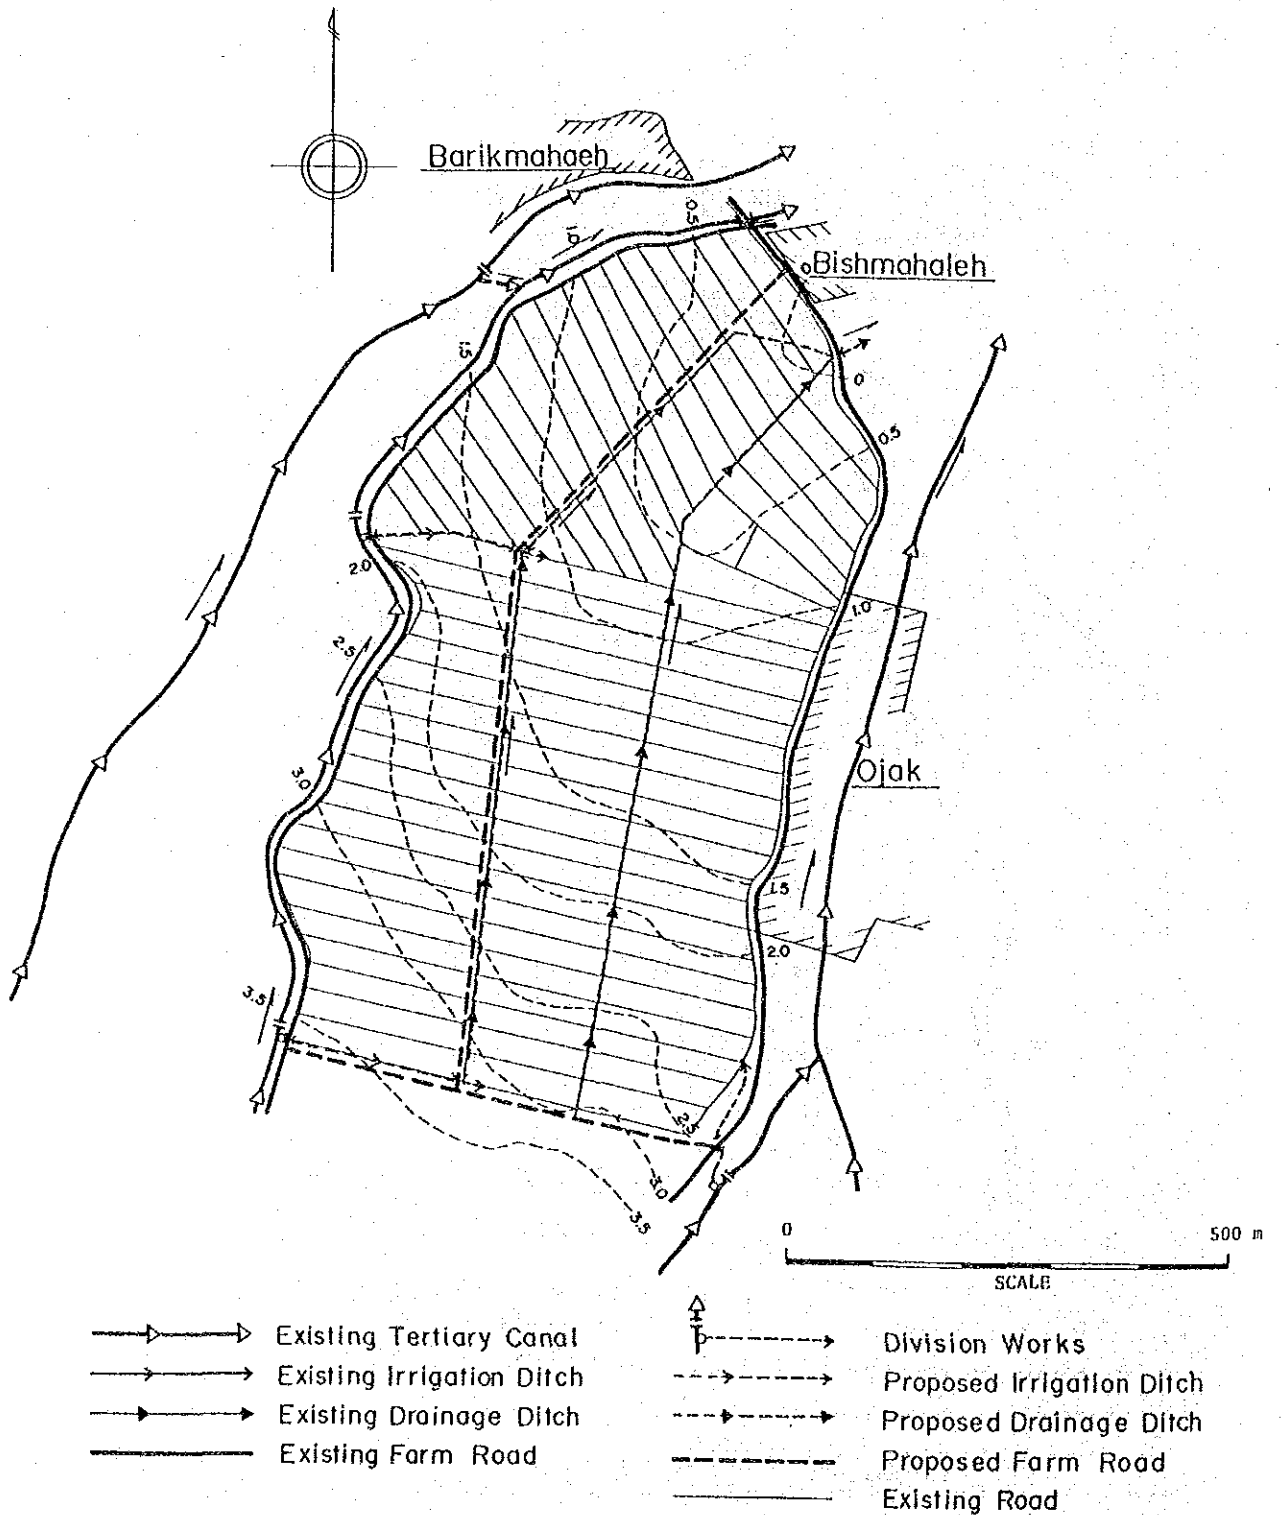 Barikmahaeh
0.5
1.0
Bishmahaleh
1.5
0
0.5
2.0
1.0
2.5
3.0
Ojak
1.5
2.0
3.5
2.5
3.0
3.5
0
500 m
SCALE
Existing Tertiary Canal
Existing Irrigation Ditch
Existing Drainage Ditch
Existing Farm Road
Division Works
Proposed Irrigation Ditch
Proposed Drainage Ditch
Proposed Farm Road
Existing Road